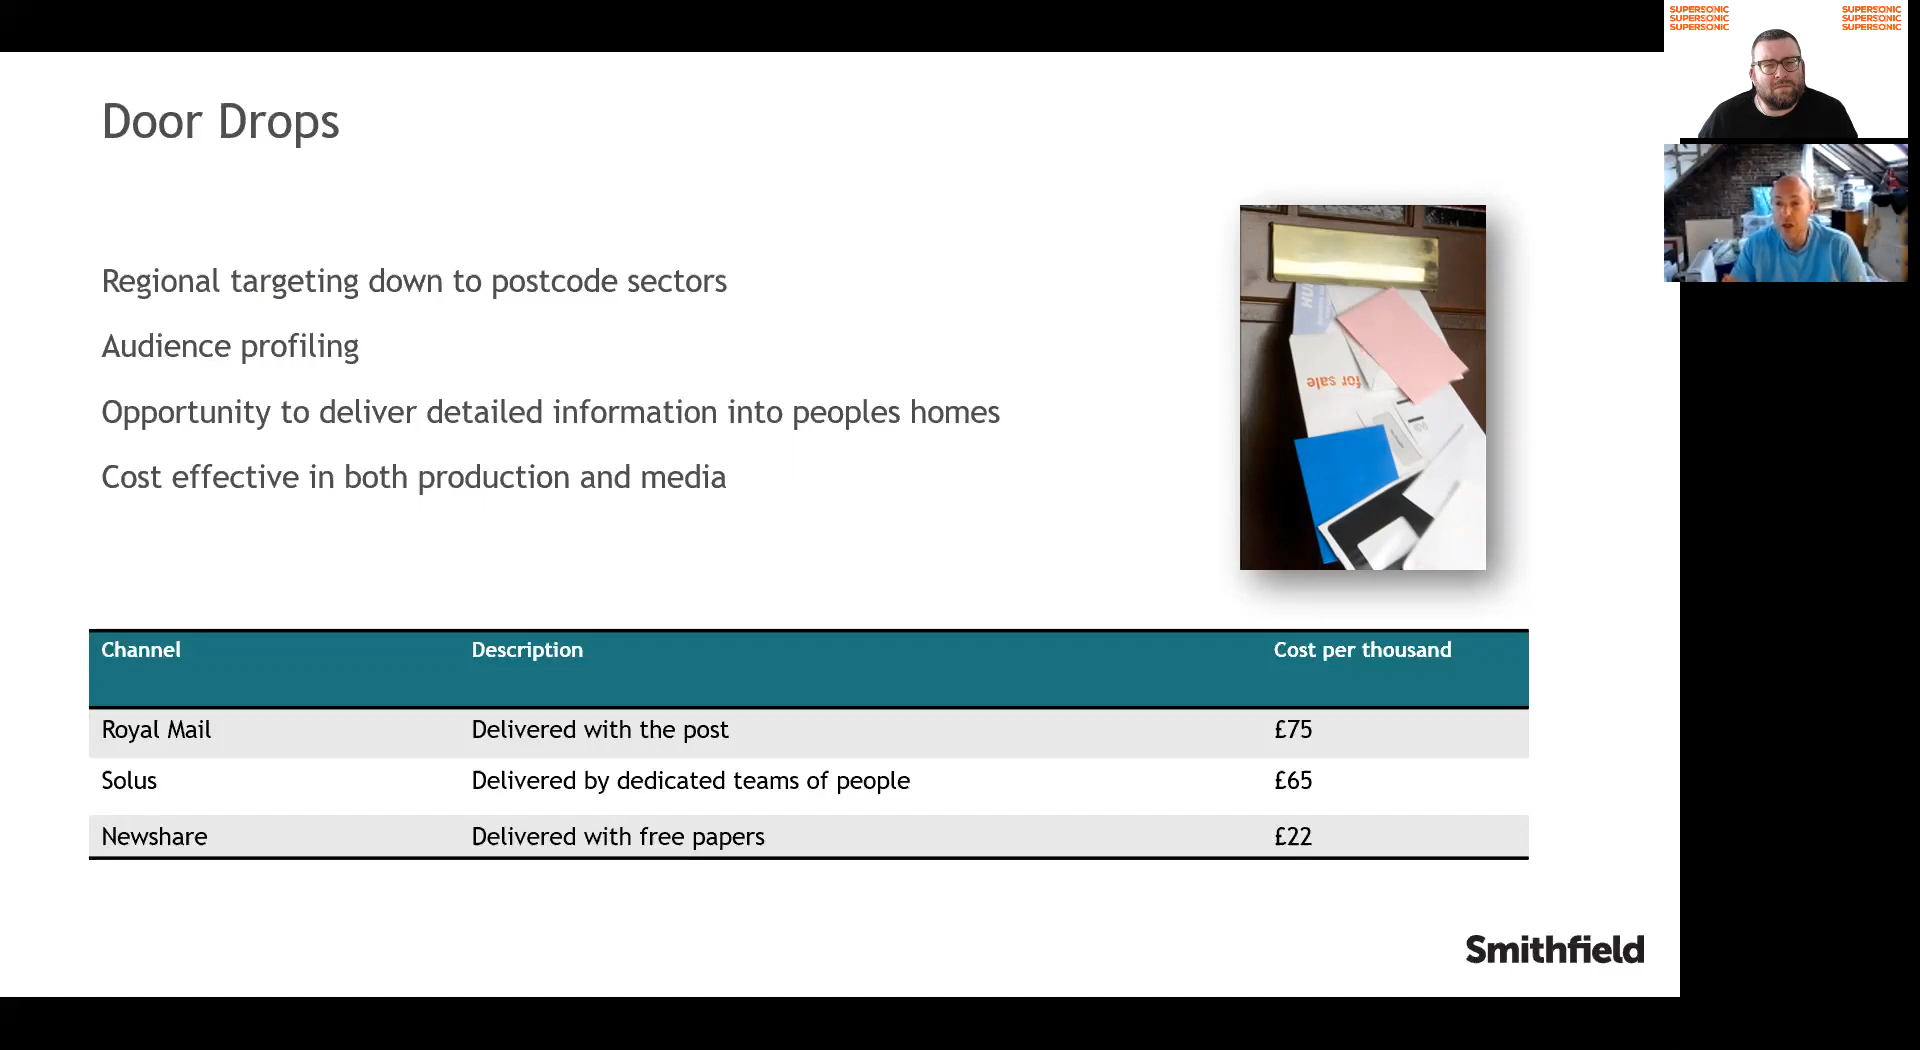 SUPERSONIC SUPERSONIC
SUPERSONIC SUPERSONIC
SUPERSONIC SUPERSONIC
Door Drops
Regional targeting down to postcode sectors
Audience profiling
Opportunity to deliver detailed information into peoples homes
Cost effective in both production and media
for sale
Channel Description Cost per thousand
Royal Mail Delivered with the post £75
Solus Delivered by dedicated teams of people £65
Newshare Delivered with free papers £22
Smithfield